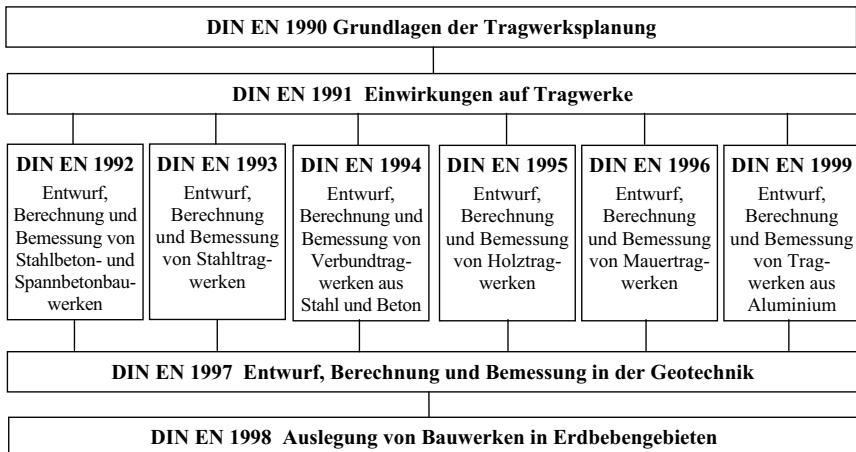 DIN EN 1990 Grundlagen der Tragwerksplanung
DIN EN 1991 Einwirkungen auf Tragwerke
DIN EN 1992
Entwurf,
Berechnung und
Bemessung von
Stahlbeton- und
Spannbetonbau-
werken
DIN EN 1993
Entwurf,
Berechnung
und Bemessung
von Stahltrag-
werken
DIN EN 1994
Entwurf,
Berechnung und
Bemessung von
Verbundtrag-
werken aus
Stahl und Beton
DIN EN 1995
Entwurf,
Berechnung
und Bemessung
von Holztrag-
werken
DIN EN 1996
Entwurf,
Berechnung
und Bemessung
von Mauertrag-
werken
DIN EN 1999
Entwurf,
Berechnung
und Bemessung
von Trag-
werken aus
Aluminium
DIN EN 1997 Entwurf, Berechnung und Bemessung in der Geotechnik
DIN EN 1998 Auslegung von Bauwerken in Erdbebengebieten